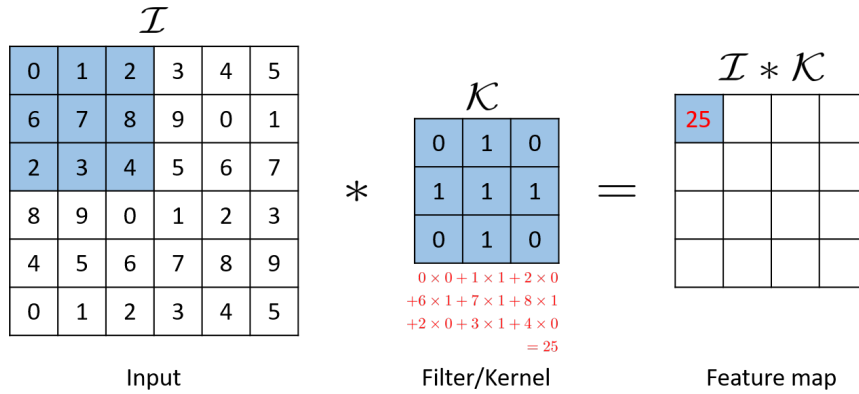 I
0 1 2 3 4 5
6 7 8 9 0 1
2 3 4 5 6 7
8 9 0 1 2 3
4 5 6 7 8 9
0 1 2 3 4 5
Input
*
K
0 1 0
1 1 1
0 1 0
0 × 0 + 1 × 1 + 2 × 0
+6 × 1 + 7 × 1 + 8 × 1
+2 × 0 + 3 × 1 + 4 × 0
= 25
Filter/Kernel
=
I * K
25
Feature map